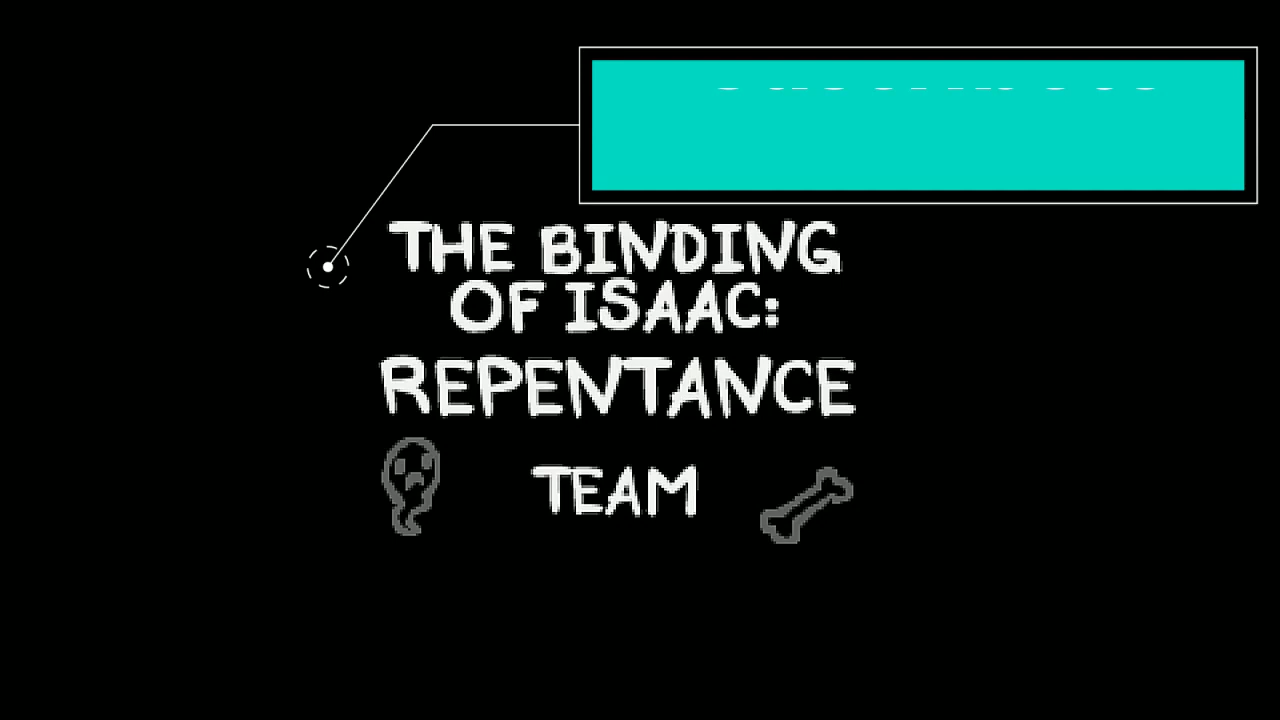 THE BINDING
OF ISAAC:
REPENTANCE
TEAM